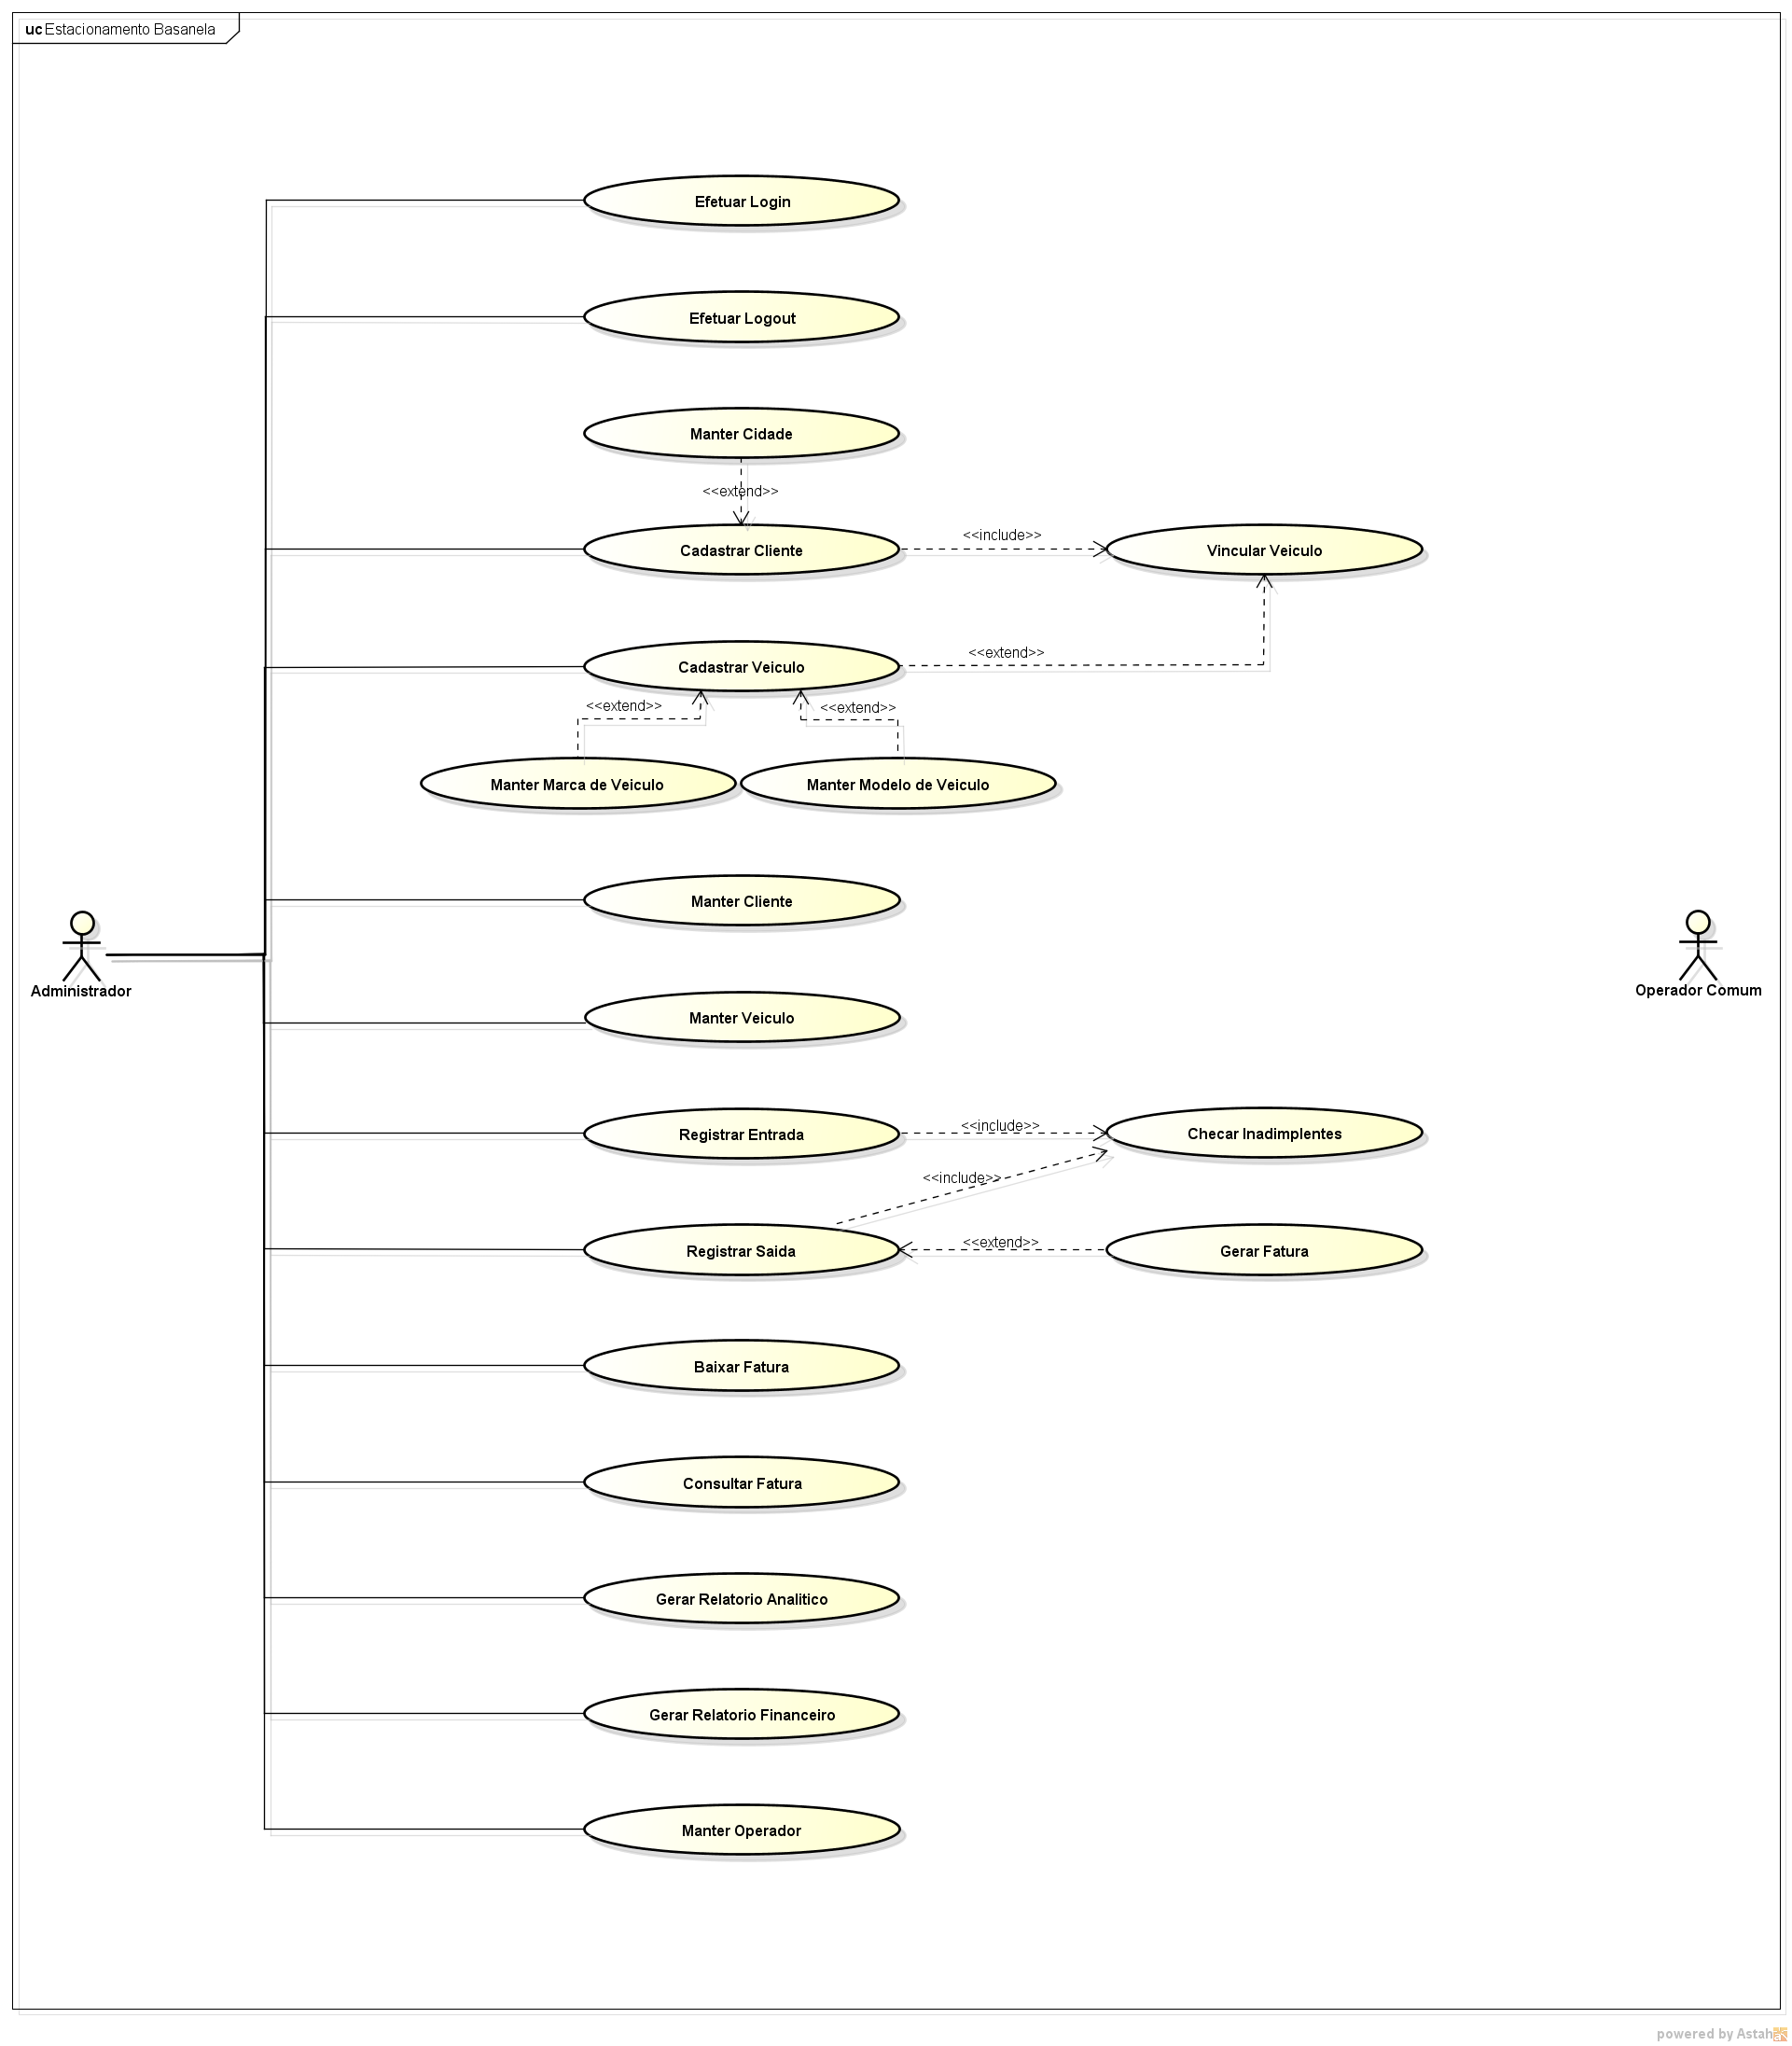 uc Estacionamento Basanela
Efetuar Login
Efetuar Logout
Manter Cidade
<<extend>>
Cadastrar Cliente
<<include>>
Vincular Veiculo
Cadastrar Veiculo
<<extend>>
<<extend>>
<<extend>>
Manter Marca de Veiculo
Manter Modelo de Veiculo
Manter Cliente
Administrador
Operador Comum
Manter Veiculo
Registrar Entrada
<<include>>
Checar Inadimplentes
<<include>>
Registrar Saida
<<extend>>
Gerar Fatura
Baixar Fatura
Consultar Fatura
Gerar Relatorio Analitico
Gerar Relatorio Financeiro
Manter Operador
powered by Astah